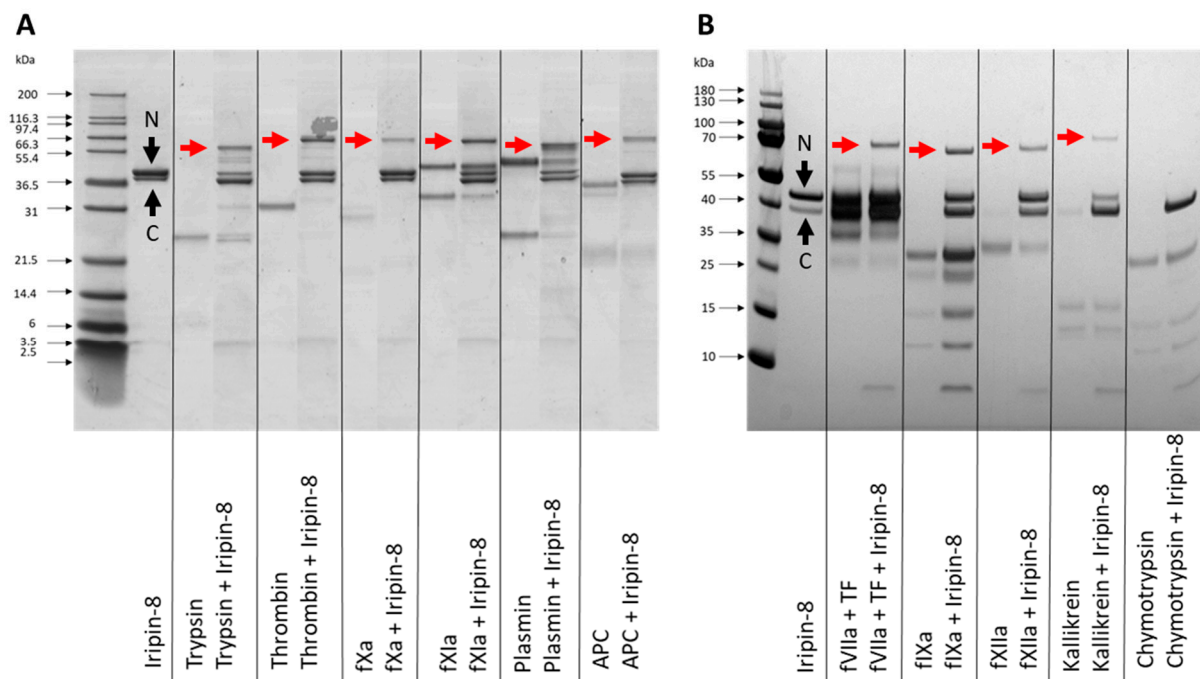 A
kDa
200
116.3
97.4
66.3
55.4
36.5
31
21.5
14.4
6
3.5
2.5
N
C
Iripin-8
Trypsin
Trypsin + Iripin-8
Thrombin
Thrombin + Iripin-8
fXa
fXa + Iripin-8
fXIa
fXIa + Iripin-8
Plasmin
Plasmin + Iripin-8
APC
APC + Iripin-8
B
kDa
180
130
100
70
55
40
35
25
15
10
N
C
Iripin-8
fVIIa + TF
fVIIa + TF + Iripin-8
fIXa
fIXa + Iripin-8
fXIIa
fXIIa + Iripin-8
Kallikrein
Kallikrein + Iripin-8
Chymotrypsin
Chymotrypsin + Iripin-8